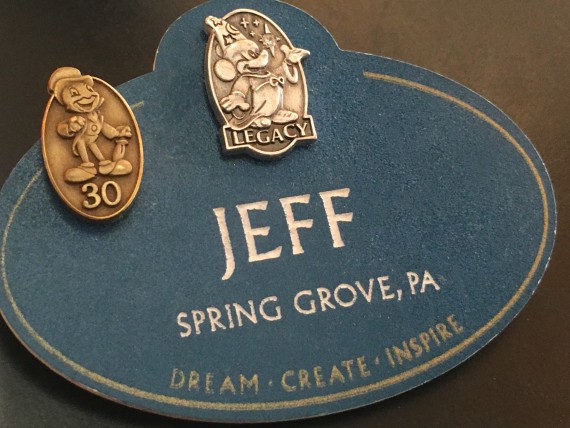 LEGACY
30
JEFF
SPRING GROVE, PA
DREAM · CREATE · INSPIRE